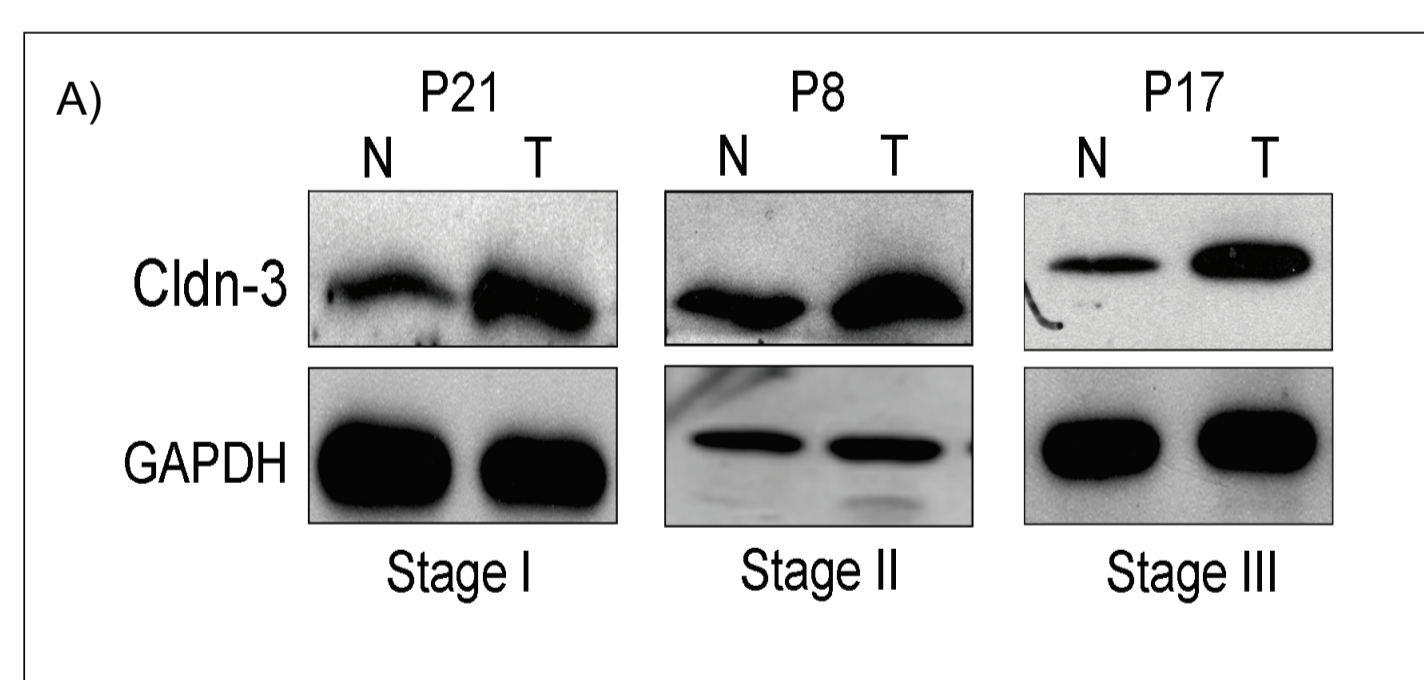 A)
P21 P8 P17
N T N T N T
Cldn-3
GAPDH
Stage I Stage II Stage III